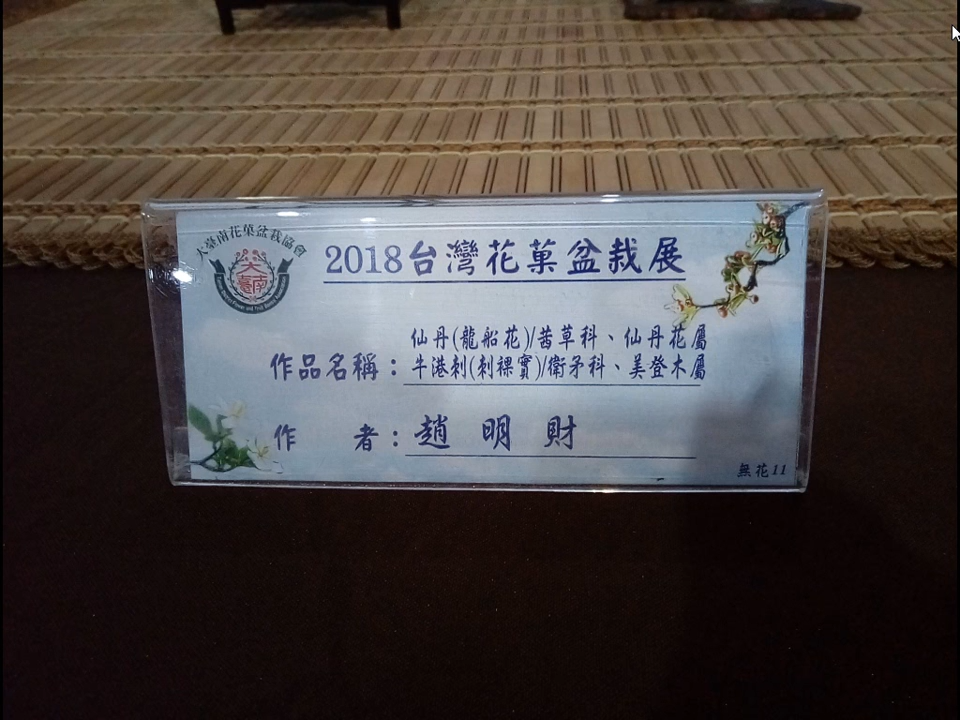 大臺南花菓盆栽協會
大臺南
2018台灣花菓盆栽展
仙丹(龍船花)/茜草科、仙丹花屬
作品名稱：牛港刺(刺裸實)/衛矛科、美登木屬
作　者：趙 明 財
無花11